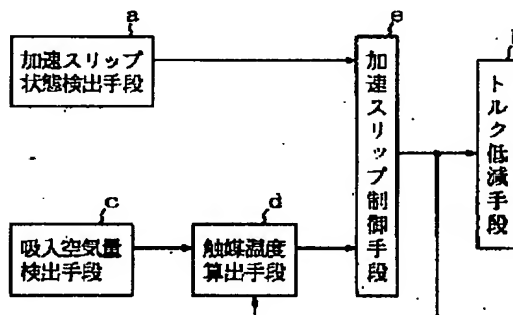 a
加速スリップ
状態検出手段
e
加速スリップ制御手段
トルク低減手段
c
吸入空気量
検出手段
d
触媒温度
算出手段